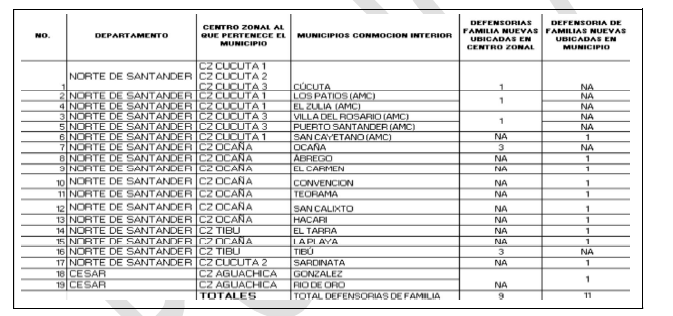 NO. DEPARTAMENTO CENTRO ZONAL AL QUE PERTENECE EL MUNICIPIO MUNICIPIOS CONMOCION INTERIOR DEFENSORIAS FAMILIA NUEVAS UBICADAS EN CENTRO ZONAL DEFENSORIA DE FAMILIAS NUEVAS UBICADAS EN MUNICIPIO
CZ CUCUTA 1
NORTE DE SANTANDER CZ CUCUTA 2
1 CZ CUCUTA 3 CÚCUTA 1 NA
2 NORTE DE SANTANDER CZ CUCUTA 1 LOS PATIOS (AMC) 1 NA
4 NORTE DE SANTANDER CZ CUCUTA 1 EL ZULIA (AMC) NA
3 NORTE DE SANTANDER CZ CUCUTA 3 VILLA DEL ROSARIO (AMC) 1 NA
5 NORTE DE SANTANDER CZ CUCUTA 3 PUERTO SANTANDER (AMC) NA
6 NORTE DE SANTANDER CZ CUCUTA 1 SAN CAYETANO (AMC) NA 1
7 NORTE DE SANTANDER CZ OCAÑA OCAÑA 3 NA
8 NORTE DE SANTANDER CZ OCAÑA ÁBREGO NA 1
9 NORTE DE SANTANDER CZ OCAÑA EL CARMEN NA 1
10 NORTE DE SANTANDER CZ OCAÑA CONVENCION NA 1
11 NORTE DE SANTANDER CZ OCAÑA TEORAMA NA 1
12 NORTE DE SANTANDER CZ OCAÑA SAN CALIXTO NA 1
13 NORTE DE SANTANDER CZ OCAÑA HACARI NA 1
14 NORTE DE SANTANDER CZ TIBU EL TARRA NA 1
15 NORTE DE SANTANDER CZ OCAÑA LA PLAYA NA 1
16 NORTE DE SANTANDER CZ TIBU TIBÚ 3 NA
17 NORTE DE SANTANDER CZ CUCUTA 2 SARDINATA NA 1
18 CESAR CZ AGUACHICA GONZALEZ 1
19 CESAR CZ AGUACHICA RIO DE ORO NA
TOTALES TOTAL DEFENSORIAS DE FAMILIA 9 11